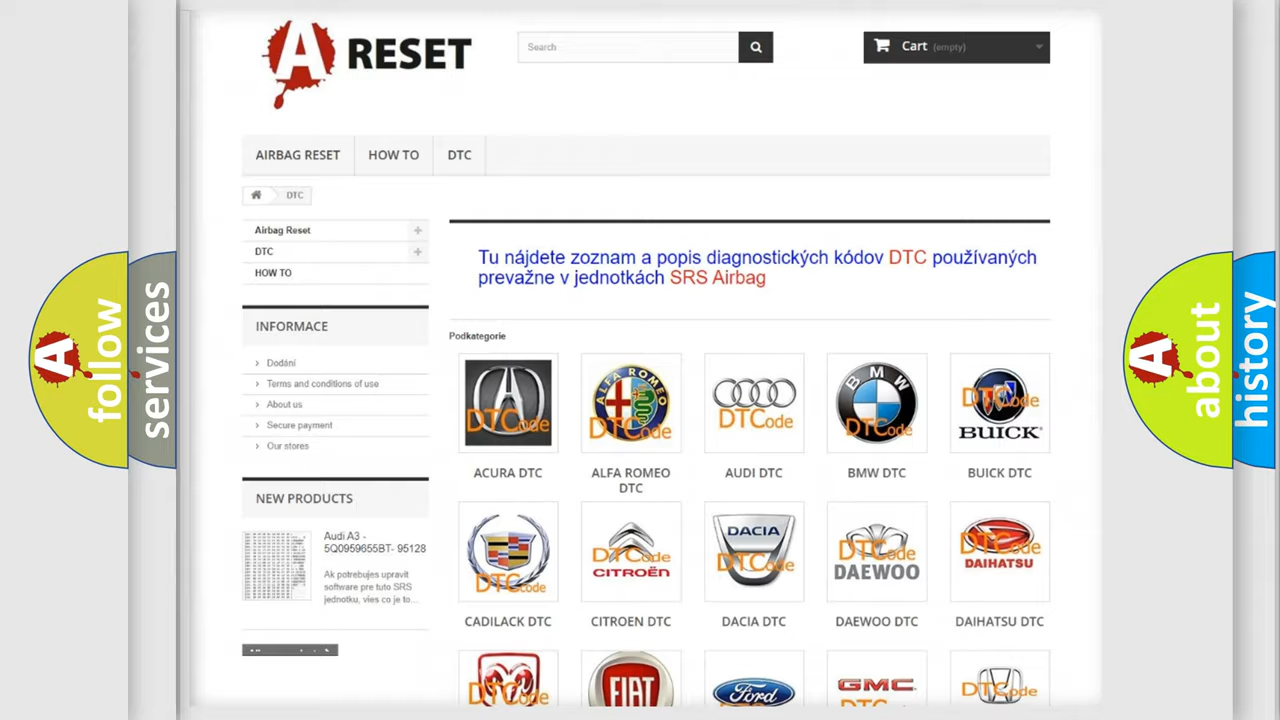 A RESET
Search
Cart (empty)
AIRBAG RESET
HOW TO
DTC
DTC
Airbag Reset
DTC
HOW TO
Tu nájdete zoznam a popis diagnostických kódov DTC používaných
prevažne v jednotkách SRS Airbag
INFORMACE
Dodání
Terms and conditions of use
About us
Secure payment
Our stores
NEW PRODUCTS
Audi A3 -
5Q0959655BT- 95128
Ak potrebujes upravit
software pre tuto SRS
jednotku, vies co je to...
Podkategorie
DTCode
ALFA ROMEO
DTCode
DTCode
BMW
DTCode
DTCode
BUICK
ACURA DTC
ALFA ROMEO
DTC
AUDI DTC
BMW DTC
BUICK DTC
DTCode
DTCode
CITROËN
DACIA
DTCode
DTCode
DAEWOO
DTCode
DAIHATSU
CADILACK DTC
CITROEN DTC
DACIA DTC
DAEWOO DTC
DAIHATSU DTC
DTCode
FIAT
Ford
GMC
DTCode
A follow
services
A about
history